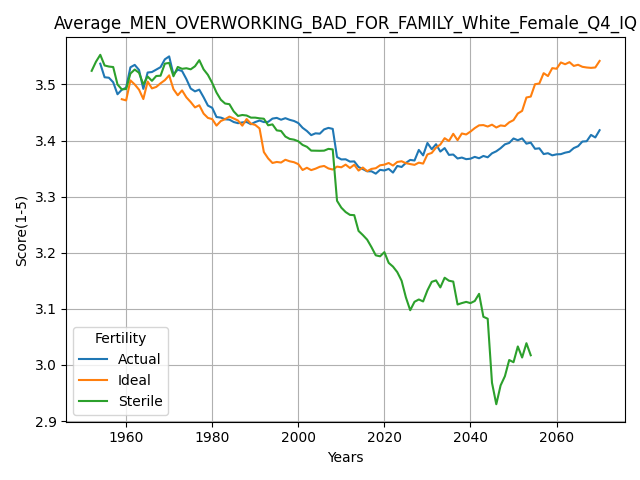 Average_MEN_OVERWORKING_BAD_FOR_FAMILY_White_Female_Q4_IQ
Score(1-5)
3.5
3.4
3.3
3.2
3.1
3.0
2.9
Fertility
Actual
Ideal
Sterile
1960 1980 2000 2020 2040 2060
Years